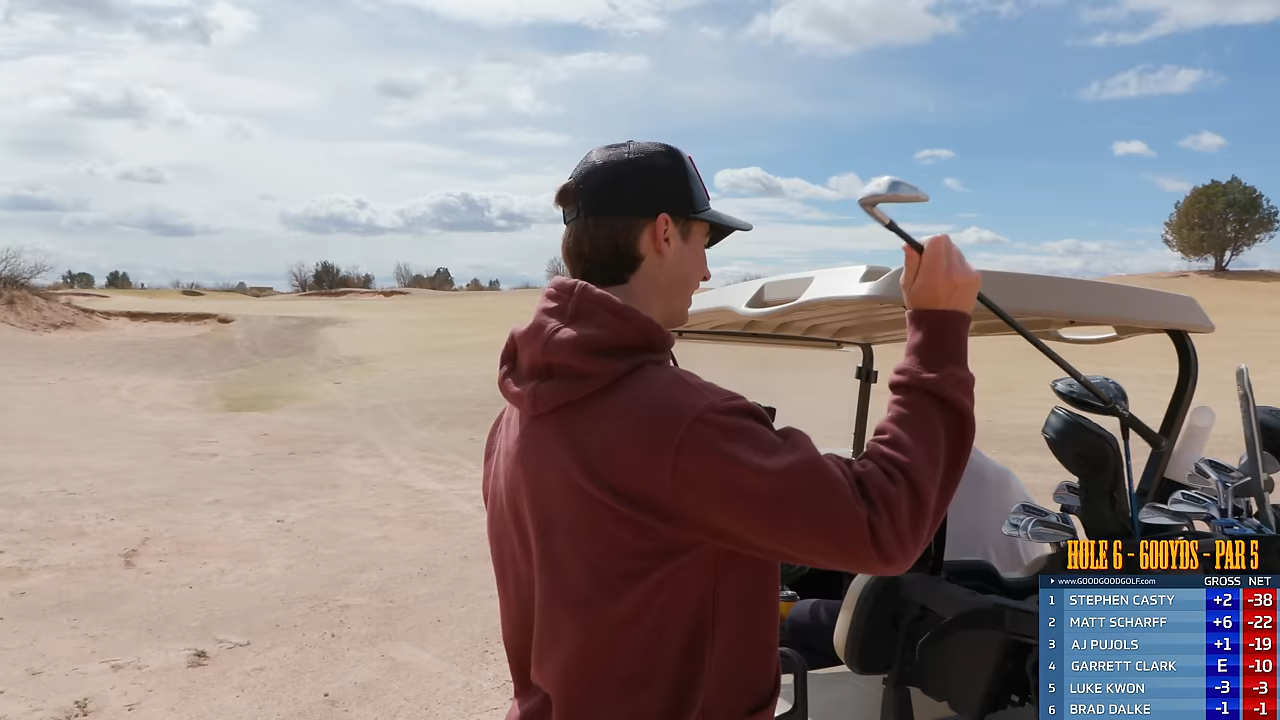 HOLE 6 - 600YDS - PAR 5
www.GOODGOODGOLF.com GROSS NET
1 STEPHEN CASTY +2 -38
2 MATT SCHARFF +6 -22
3 AJ PUJOLS +1 -19
4 GARRETT CLARK E -10
5 LUKE KWON -3 -3
6 BRAD DALKE -1 -1